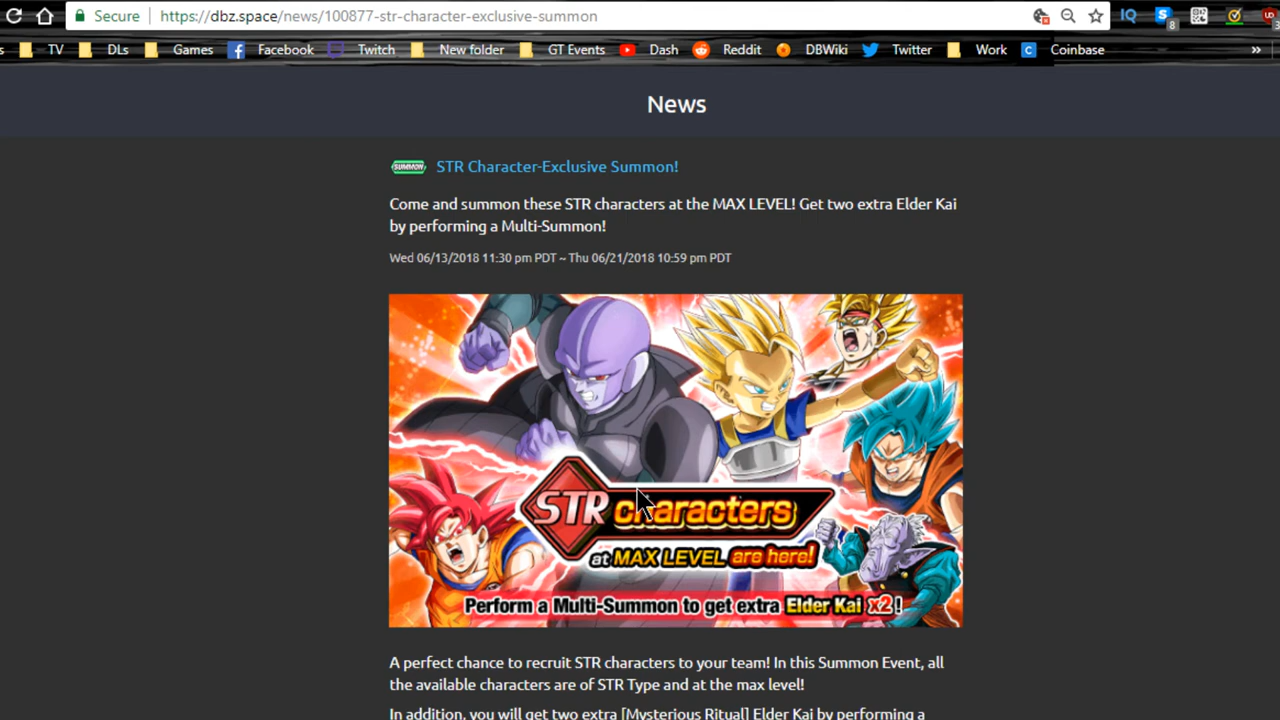 Secure https://dbz.space/news/100877-str-character-exclusive-summon
IQ 8 UD 3
s TV DLs Games Facebook Twitch New folder GT Events Dash Reddit DBWiki Twitter Work C Coinbase »
News
SUMMON STR Character-Exclusive Summon!
Come and summon these STR characters at the MAX LEVEL! Get two extra Elder Kai
by performing a Multi-Summon!
Wed 06/13/2018 11:30 pm PDT ~ Thu 06/21/2018 10:59 pm PDT
STR characters
at MAX LEVEL are here!
Perform a Multi-Summon to get extra Elder Kai x2!
A perfect chance to recruit STR characters to your team! In this Summon Event, all
the available characters are of STR Type and at the max level!
In addition, you will get two extra [Mysterious Ritual] Elder Kai by performing a